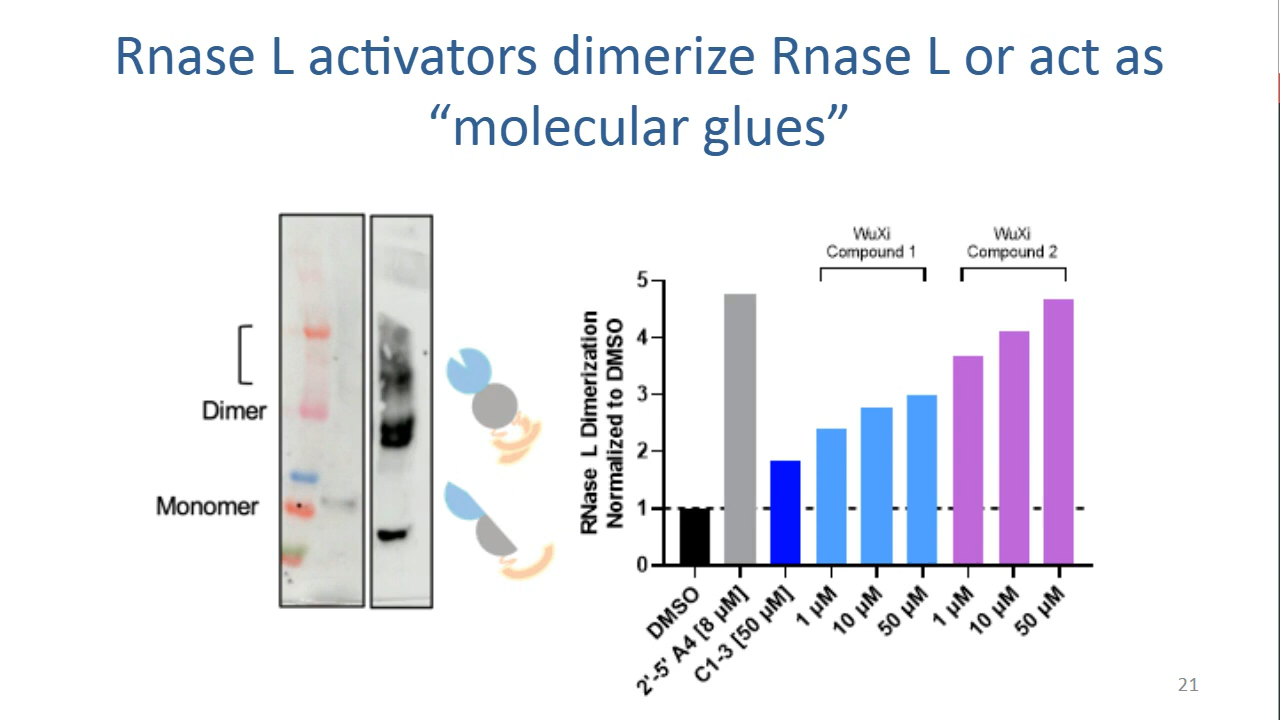 Rnase L activators dimerize Rnase L or act as
“molecular glues”
Dimer
Monomer
WuXi
Compound 1
WuXi
Compound 2
RNase L Dimerization
Normalized to DMSO
5
4
3
2
1
0
DMSO
2'-5' A4 [8 µM]
C1-3 [50 µM]
1 µM
10 µM
50 µM
1 µM
10 µM
50 µM
21